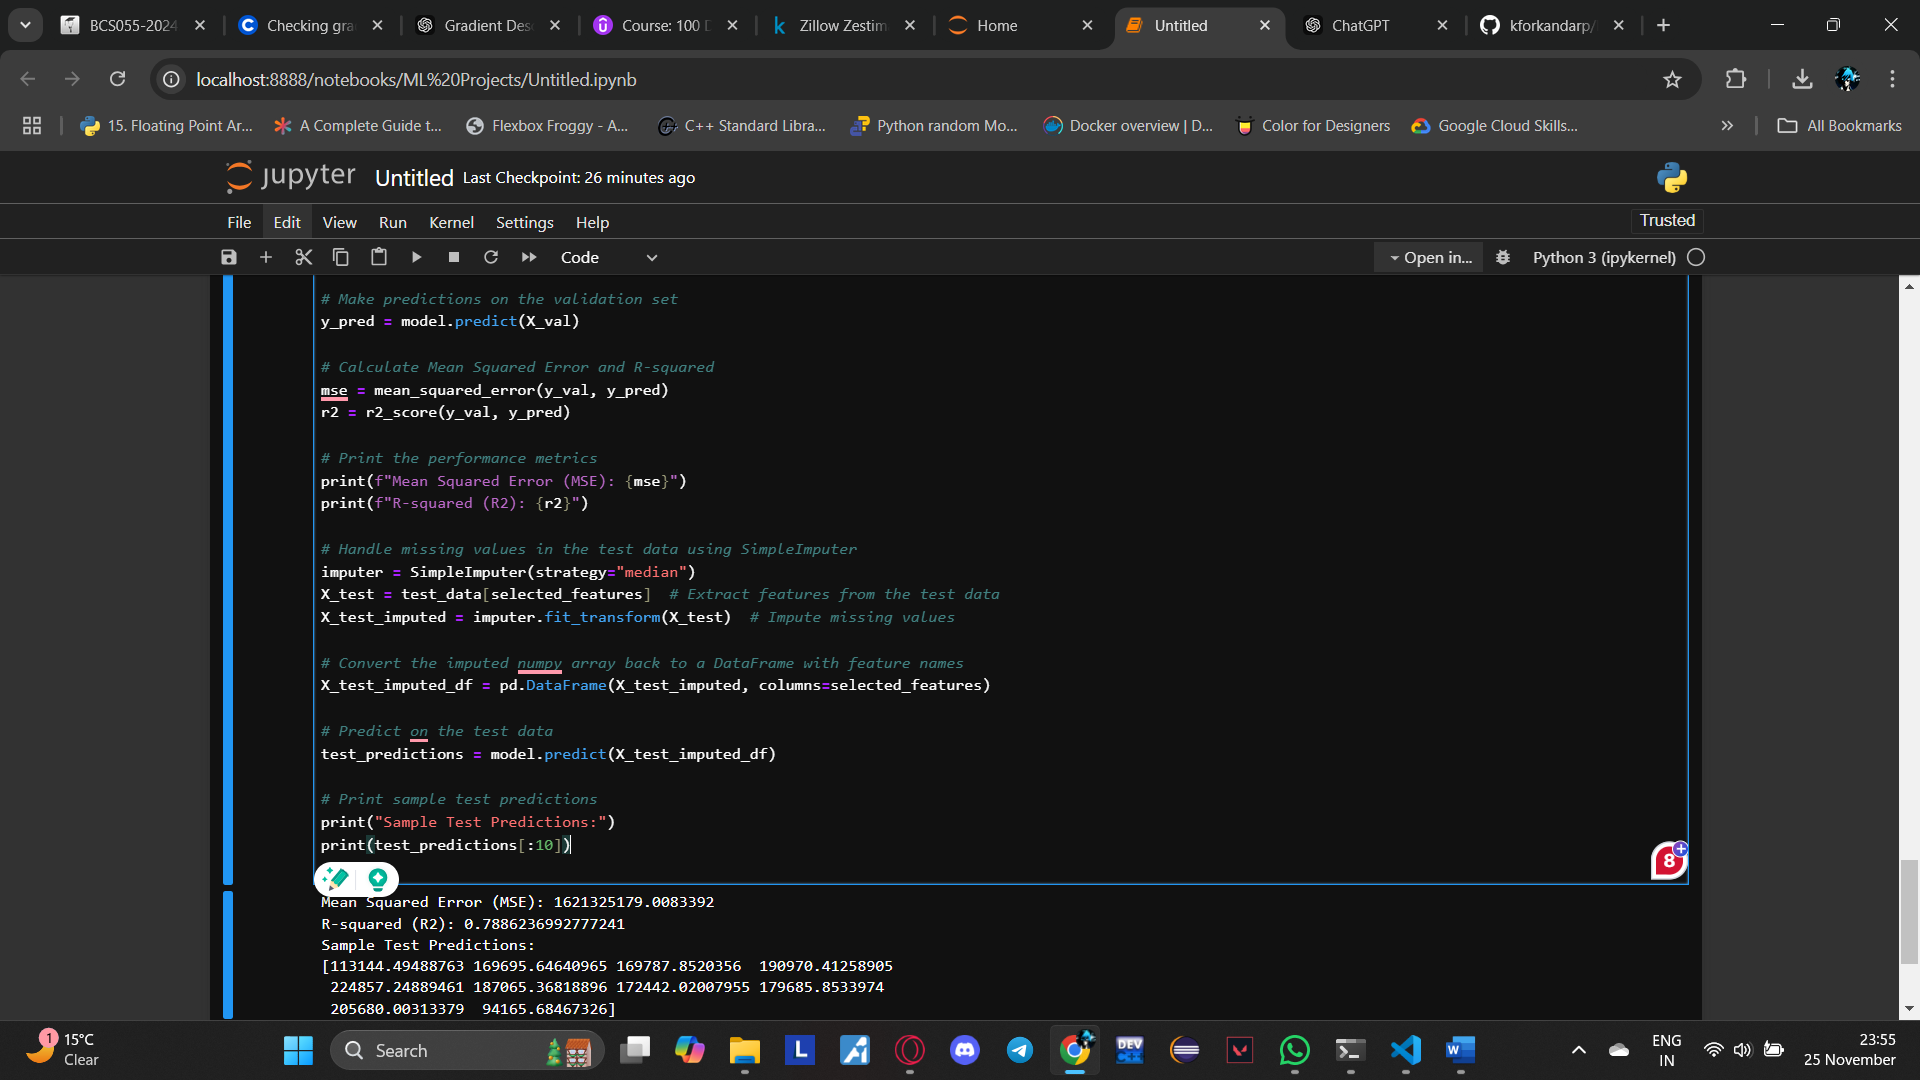 BCS055-2024
Checking gra
Gradient Des
Course: 100 D
Zillow Zestim
Home
Untitled
ChatGPT
kforkandarp/
localhost:8888/notebooks/ML%20Projects/Untitled.ipynb
15. Floating Point Ar...
A Complete Guide t...
Flexbox Froggy - A...
C++ Standard Libra...
Python random Mo...
Docker overview | D...
Color for Designers
Google Cloud Skills...
All Bookmarks
jupyter Untitled Last Checkpoint: 26 minutes ago
File Edit View Run Kernel Settings Help
Trusted
Code
Open in...
Python 3 (ipykernel)
# Make predictions on the validation set
y_pred = model.predict(X_val)
# Calculate Mean Squared Error and R-squared
mse = mean_squared_error(y_val, y_pred)
r2 = r2_score(y_val, y_pred)
# Print the performance metrics
print(f"Mean Squared Error (MSE): {mse}")
print(f"R-squared (R2): {r2}")
# Handle missing values in the test data using SimpleImputer
imputer = SimpleImputer(strategy="median")
X_test = test_data[selected_features]  # Extract features from the test data
X_test_imputed = imputer.fit_transform(X_test)  # Impute missing values
# Convert the imputed numpy array back to a DataFrame with feature names
X_test_imputed_df = pd.DataFrame(X_test_imputed, columns=selected_features)
# Predict on the test data
test_predictions = model.predict(X_test_imputed_df)
# Print sample test predictions
print("Sample Test Predictions:")
print(test_predictions[:10])
8
Mean Squared Error (MSE): 1621325179.0083392
R-squared (R2): 0.7886236992777241
Sample Test Predictions:
[113144.49488763 169695.64640965 169787.8520356  190970.41258905
224857.24889461 187065.36818896 172442.02007955 179685.8533974
205680.00313379  94165.68467326]
1
15°C
Clear
Search
L
DEV
C++
W
ENG
IN
23:55
25 November